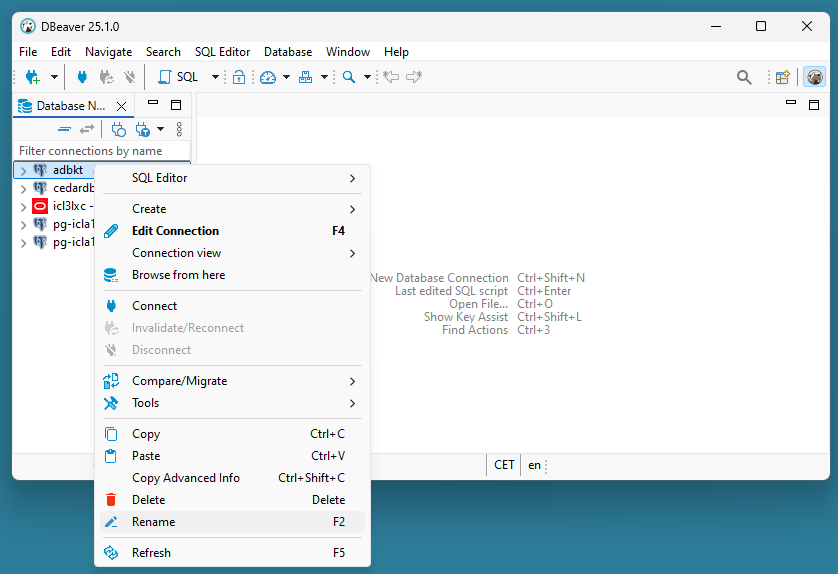 DBeaver 25.1.0
File Edit Navigate Search SQL Editor Database Window Help
SQL
Database N...
Filter connections by name
adbkt
cedardb
icl3lxc -
pg-icla1
pg-icla1
SQL Editor
Create
Edit Connection F4
Connection view
Browse from here
Connect
Invalidate/Reconnect
Disconnect
Compare/Migrate
Tools
Copy Ctrl+C
Paste Ctrl+V
Copy Advanced Info Ctrl+Shift+C
Delete Delete
Rename F2
Refresh F5
New Database Connection Ctrl+Shift+N
Last edited SQL script Ctrl+Enter
Open File... Ctrl+O
Show Key Assist Ctrl+Shift+L
Find Actions Ctrl+3
CET en